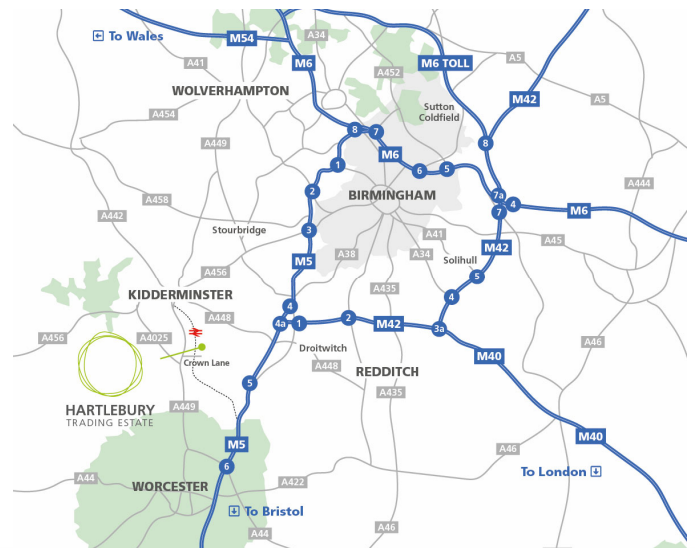 To Wales
M54
A34
M6
A41
A452
M6 TOLL
A5
WOLVERHAMPTON
M42
A5
Sutton
Coldfield
A454
8
7
A449
M6
8
1
6
5
A444
2
BIRMINGHAM
7a
4
A458
7
M6
A442
3
A41
Stourbridge
A45
A38
A34
M42
M5
Solihull
A456
5
A435
KIDDERMINSTER
4
4
A448
4a
1
2
M42
3a
A456
A4025
Droitwitch
A46
Crown Lane
A448
M40
REDDITCH
5
A435
HARTLEBURY
TRADING ESTATE
A449
M5
M40
A46
6
To London
A44
A422
WORCESTER
To Bristol
A44
A46